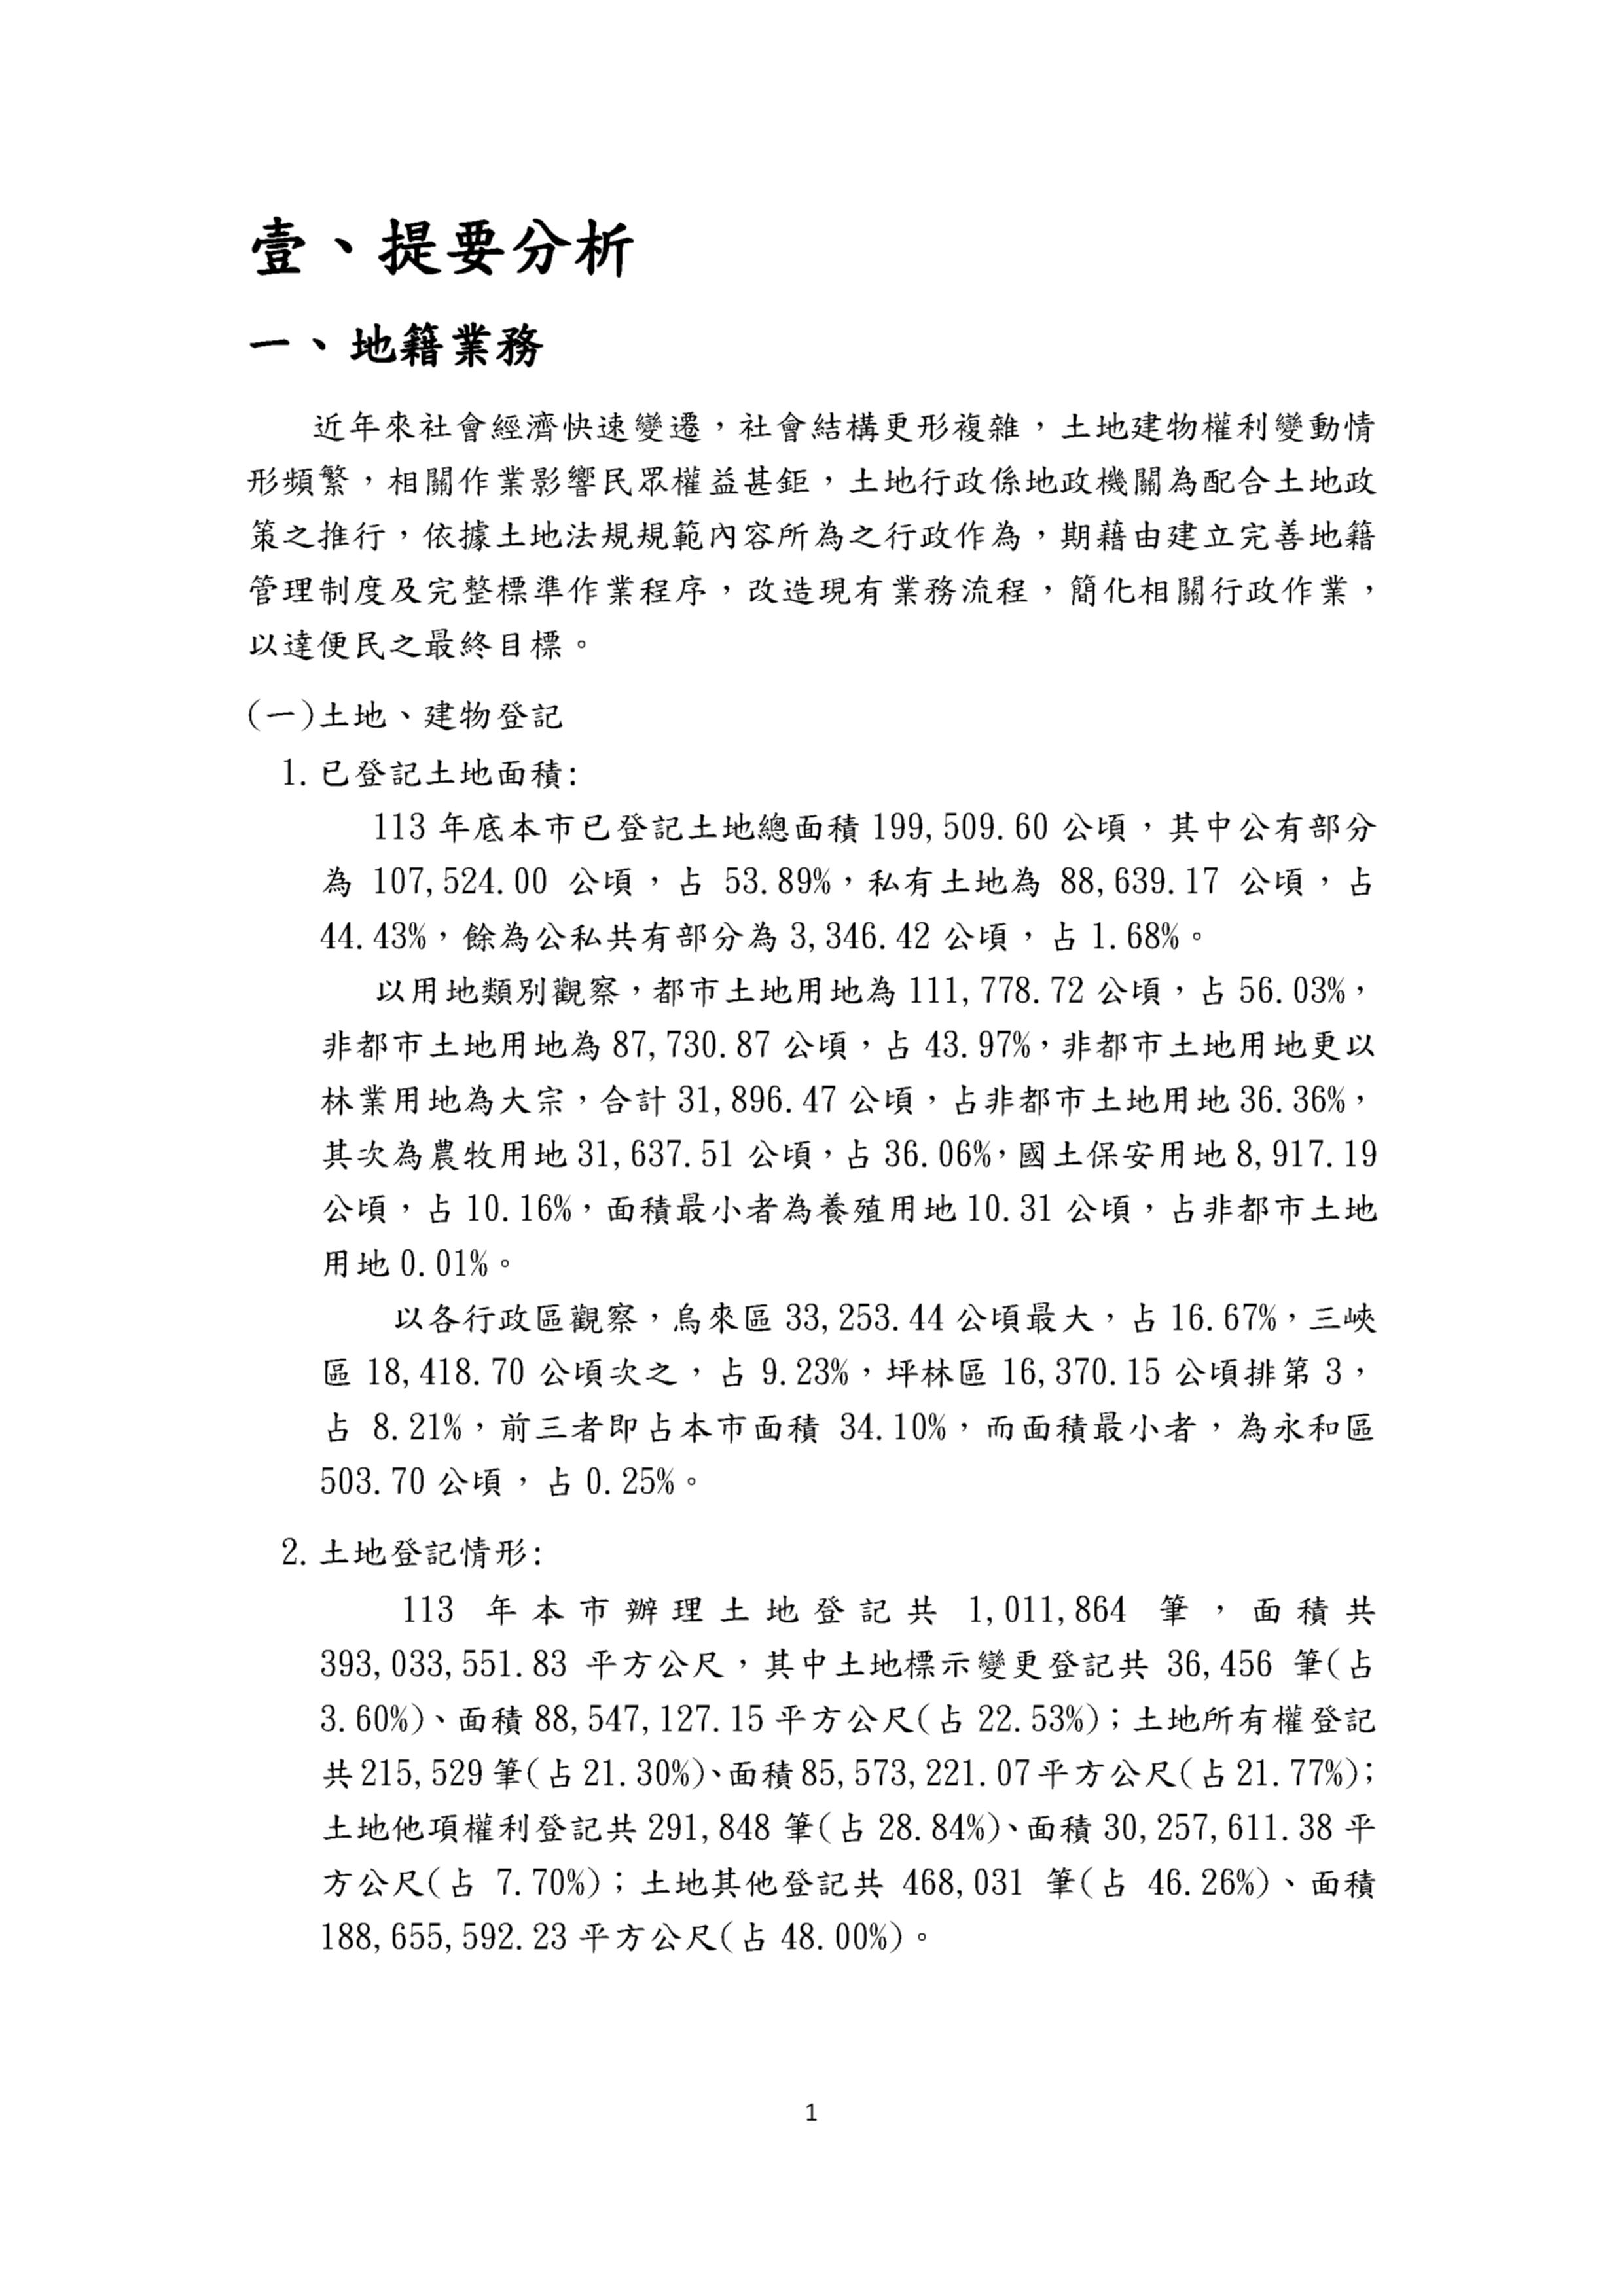 壹、提要分析
一、地籍業務
近年來社會經濟快速變遷，社會結構更形複雜，土地建物權利變動情
形頻繁，相關作業影響民眾權益甚鉅，土地行政係地政機關為配合土地政
策之推行，依據土地法規規範內容所為之行政作為，期藉由建立完善地籍
管理制度及完整標準作業程序，改造現有業務流程，簡化相關行政作業，
以達便民之最終目標。
(一)土地、建物登記
1.已登記土地面積:
113 年底本市已登記土地總面積 199,509.60 公頃，其中公有部分
為 107,524.00 公頃，占 53.89%，私有土地為 88,639.17 公頃，占
44.43%，餘為公私共有部分為 3,346.42 公頃，占 1.68%。
以用地類別觀察，都市土地用地為 111,778.72 公頃，占 56.03%，
非都市土地用地為 87,730.87 公頃，占 43.97%，非都市土地用地更以
林業用地為大宗，合計 31,896.47 公頃，占非都市土地用地 36.36%，
其次為農牧用地 31,637.51 公頃，占 36.06%，國土保安用地 8,917.19
公頃，占 10.16%，面積最小者為養殖用地 10.31 公頃，占非都市土地
用地 0.01%。
以各行政區觀察，烏來區 33,253.44 公頃最大，占 16.67%，三峽
區 18,418.70 公頃次之，占 9.23%，坪林區 16,370.15 公頃排第 3，
占 8.21%，前三者即占本市面積 34.10%，而面積最小者，為永和區
503.70 公頃，占 0.25%。
2.土地登記情形:
113 年本市辦理土地登記共 1,011,864 筆，面積共
393,033,551.83 平方公尺，其中土地標示變更登記共 36,456 筆(占
3.60%)、面積 88,547,127.15 平方公尺(占 22.53%)；土地所有權登記
共 215,529 筆(占 21.30%)、面積 85,573,221.07 平方公尺(占 21.77%)；
土地他項權利登記共 291,848 筆(占 28.84%)、面積 30,257,611.38 平
方公尺(占 7.70%)；土地其他登記共 468,031 筆(占 46.26%)、面積
188,655,592.23 平方公尺(占 48.00%)。
1